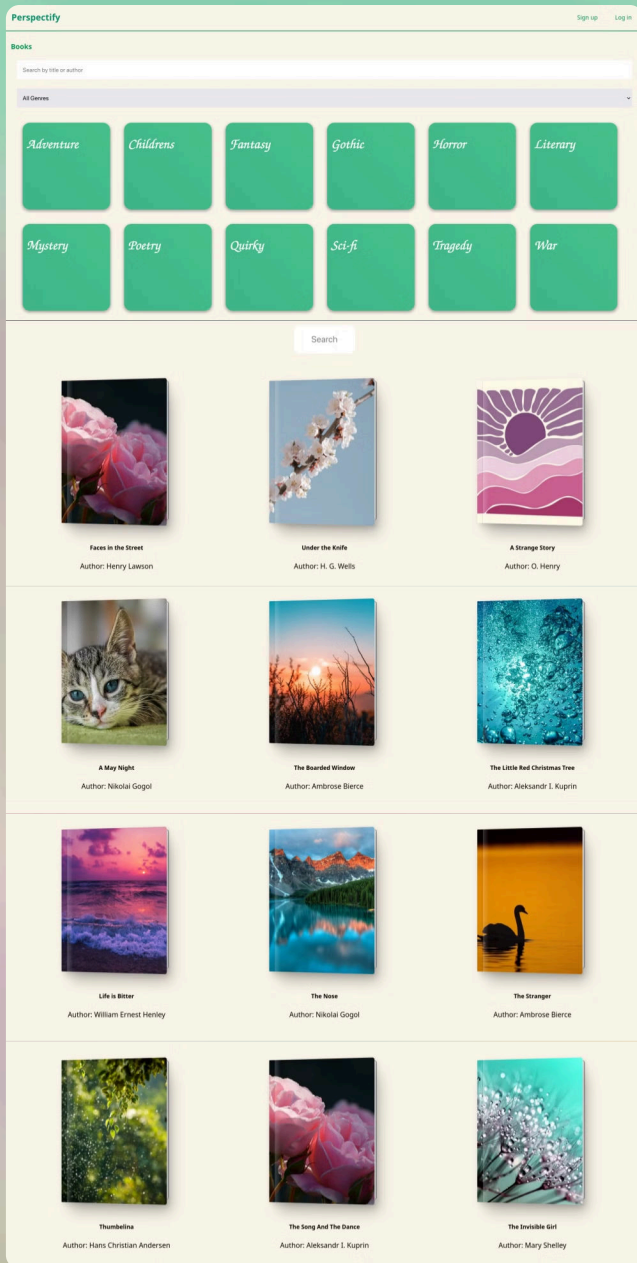 Perspectify
Sign up
Log in
Books
Search by title or author
All Genres
Adventure
Childrens
Fantasy
Gothic
Horror
Literary
Mystery
Poetry
Quirky
Sci-fi
Tragedy
War
Search
Faces in the Street
Author: Henry Lawson
Under the Knife
Author: H. G. Wells
A Strange Story
Author: O. Henry
A May Night
Author: Nikolai Gogol
The Boarded Window
Author: Ambrose Bierce
The Little Red Christmas Tree
Author: Aleksandr I. Kuprin
Life is Bitter
Author: William Ernest Henley
The Nose
Author: Nikolai Gogol
The Stranger
Author: Ambrose Bierce
Thumbelina
Author: Hans Christian Andersen
The Song And The Dance
Author: Aleksandr I. Kuprin
The Invisible Girl
Author: Mary Shelley